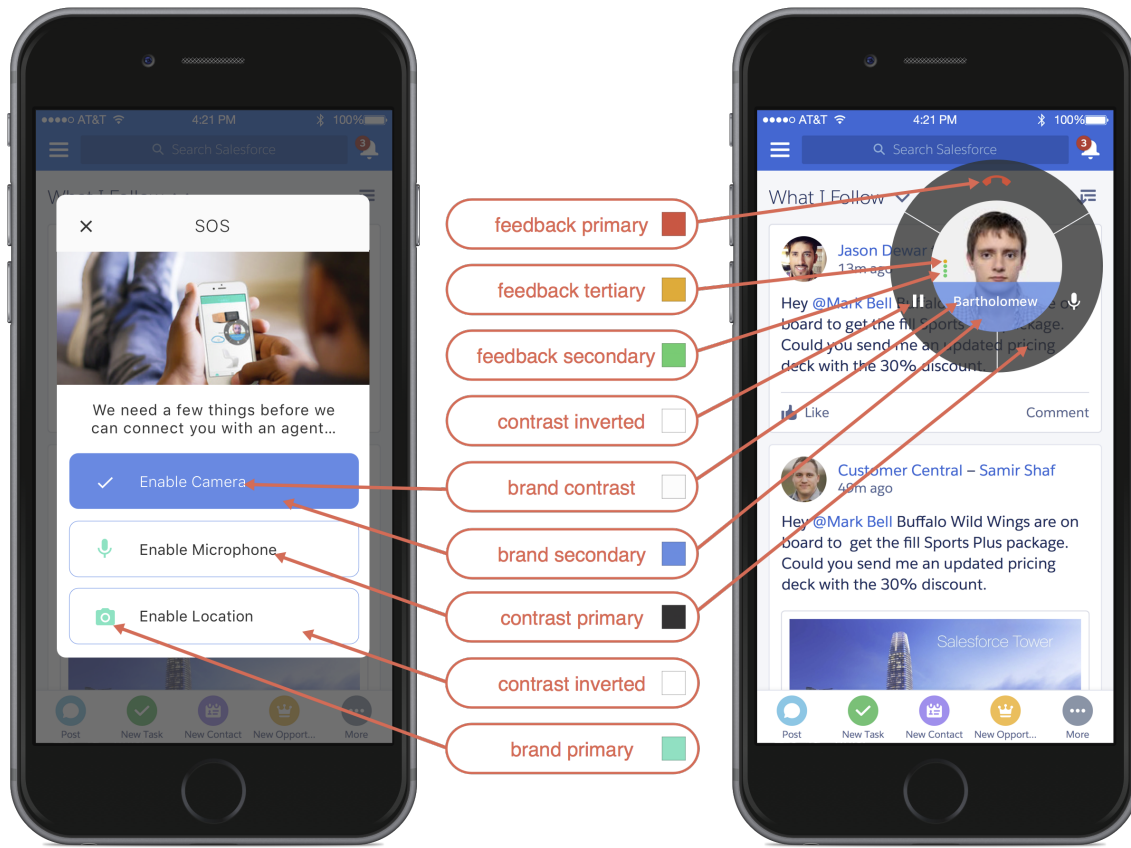 AT&T
4:21 PM
100%
Search Salesforce
3
What I Follow
SOS
We need a few things before we
can connect you with an agent...
Enable Camera
Enable Microphone
Enable Location
Post
New Task
New Contact
New Opport...
More
feedback primary
feedback tertiary
feedback secondary
contrast inverted
brand contrast
brand secondary
contrast primary
contrast inverted
brand primary
AT&T
4:21 PM
100%
Search Salesforce
3
What I Follow
Jason Dewar
13m ago
Bartholomew
Hey @Mark Bell Buffalo
board to get the fill Sports Plus package.
Could you send me an updated pricing
deck with the 30% discount.
Like
Comment
Customer Central – Samir Shaf
49m ago
Hey @Mark Bell Buffalo Wild Wings are on
board to get the fill Sports Plus package.
Could you send me an updated pricing
deck with the 30% discount.
Salesforce Tower
Post
New Task
New Contact
New Opport...
More